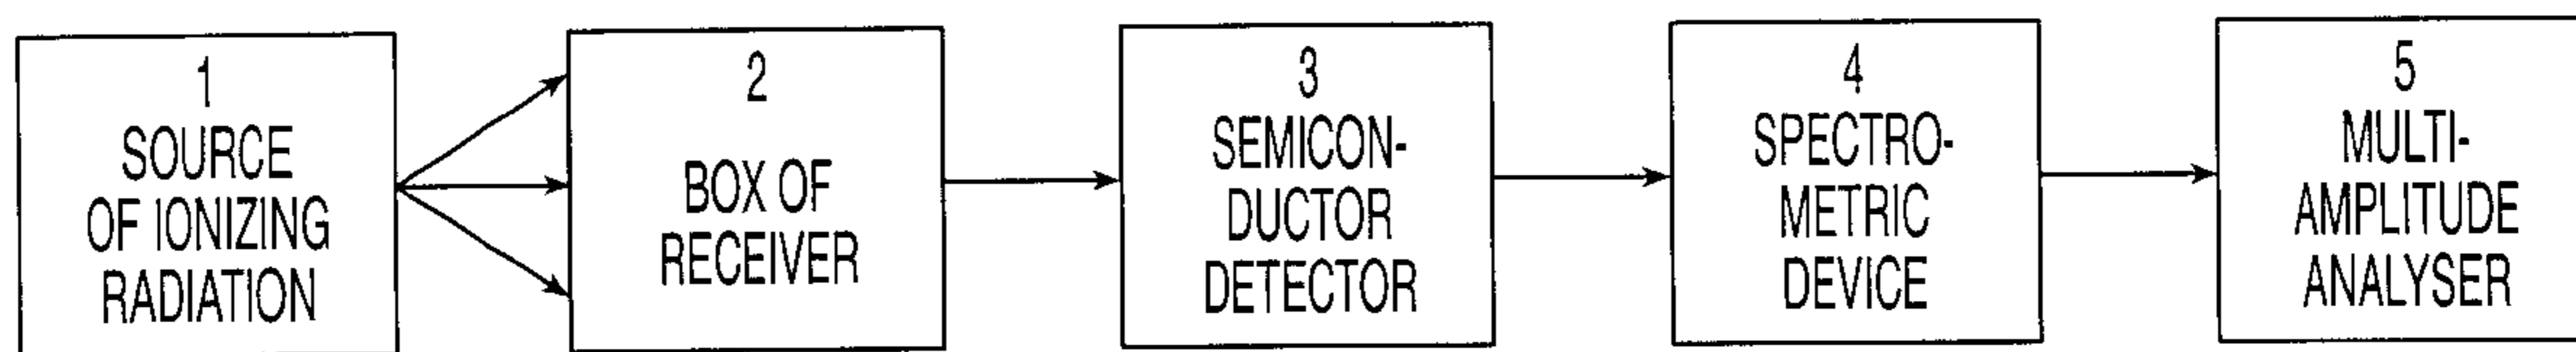 1
SOURCE
OF IONIZING
RADIATION
2
BOX OF
RECEIVER
3
SEMICON-
DUCTOR
DETECTOR
4
SPECTRO-
METRIC
DEVICE
5
MULTI-
AMPLITUDE
ANALYSER